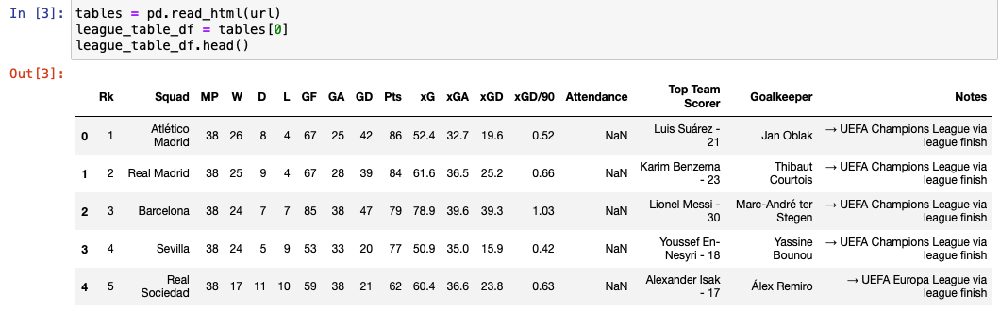 In [3]: tables = pd.read_html(url)
league_table_df = tables[0]
league_table_df.head()
Out[3]:
Rk Squad MP W D L GF GA GD Pts xG xGA xGD xGD/90 Attendance Top Team Scorer Goalkeeper Notes
0 1 Atlético Madrid 38 26 8 4 67 25 42 86 52.4 32.7 19.6 0.52 NaN Luis Suárez - 21 Jan Oblak → UEFA Champions League via league finish
1 2 Real Madrid 38 25 9 4 67 28 39 84 61.6 36.5 25.2 0.66 NaN Karim Benzema - 23 Thibaut Courtois → UEFA Champions League via league finish
2 3 Barcelona 38 24 7 7 85 38 47 79 78.9 39.6 39.3 1.03 NaN Lionel Messi - 30 Marc-André ter Stegen → UEFA Champions League via league finish
3 4 Sevilla 38 24 5 9 53 33 20 77 50.9 35.0 15.9 0.42 NaN Youssef En-Nesyri - 18 Yassine Bounou → UEFA Champions League via league finish
4 5 Real Sociedad 38 17 11 10 59 38 21 62 60.4 36.6 23.8 0.63 NaN Alexander Isak - 17 Álex Remiro → UEFA Europa League via league finish